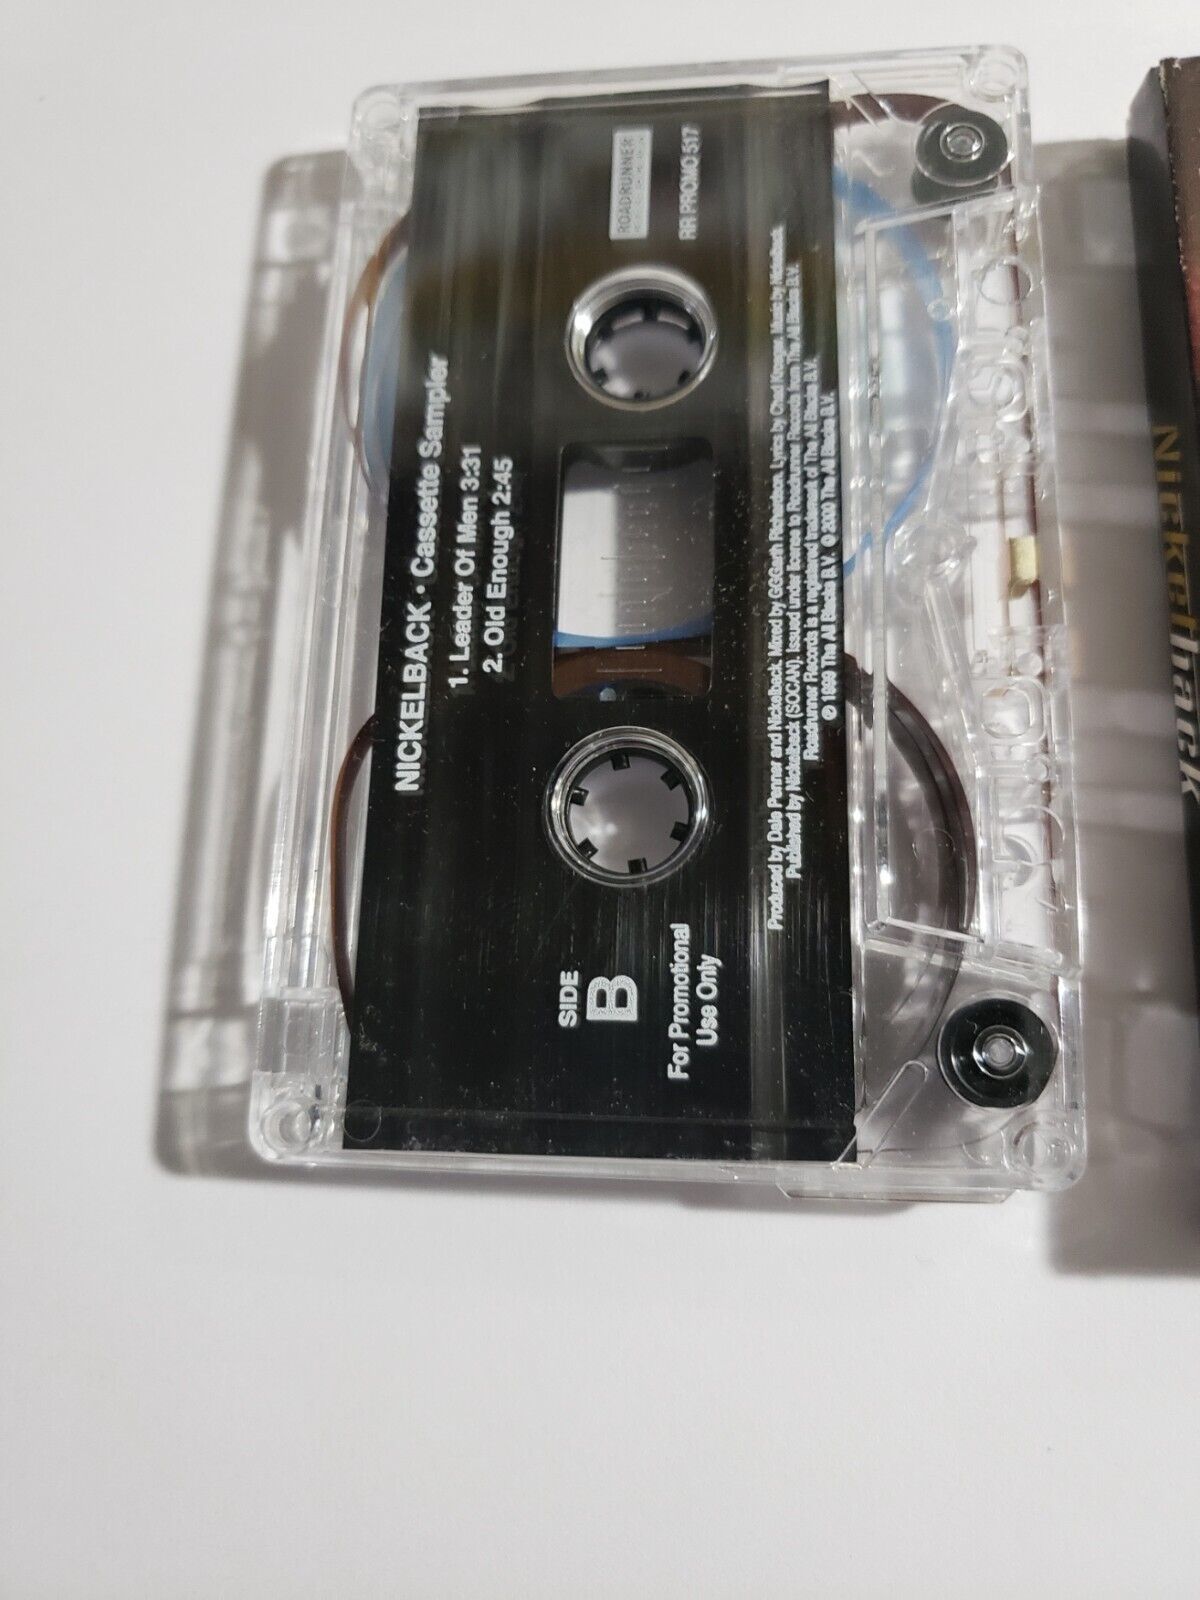 NICKELBACK • Cassette Sampler
1. Leader Of Men 3:31
2. Old Enough 2:45
SIDE
B
For Promotional
Use Only
ROADRUNNER
RR PROMO 517
Produced by Dale Penner and Nickelback. Mixed by GGGarth Richardson. Lyrics by Chad Kroeger. Music by Nickelback.
Published by Nickelback (SOCAN). Issued under license to Roadrunner Records from The All Blacks B.V.
Roadrunner Records is a registered trademark of The All Blacks B.V.
℗ 1999 The All Blacks B.V. © 2000 The All Blacks B.V.
Nickelback